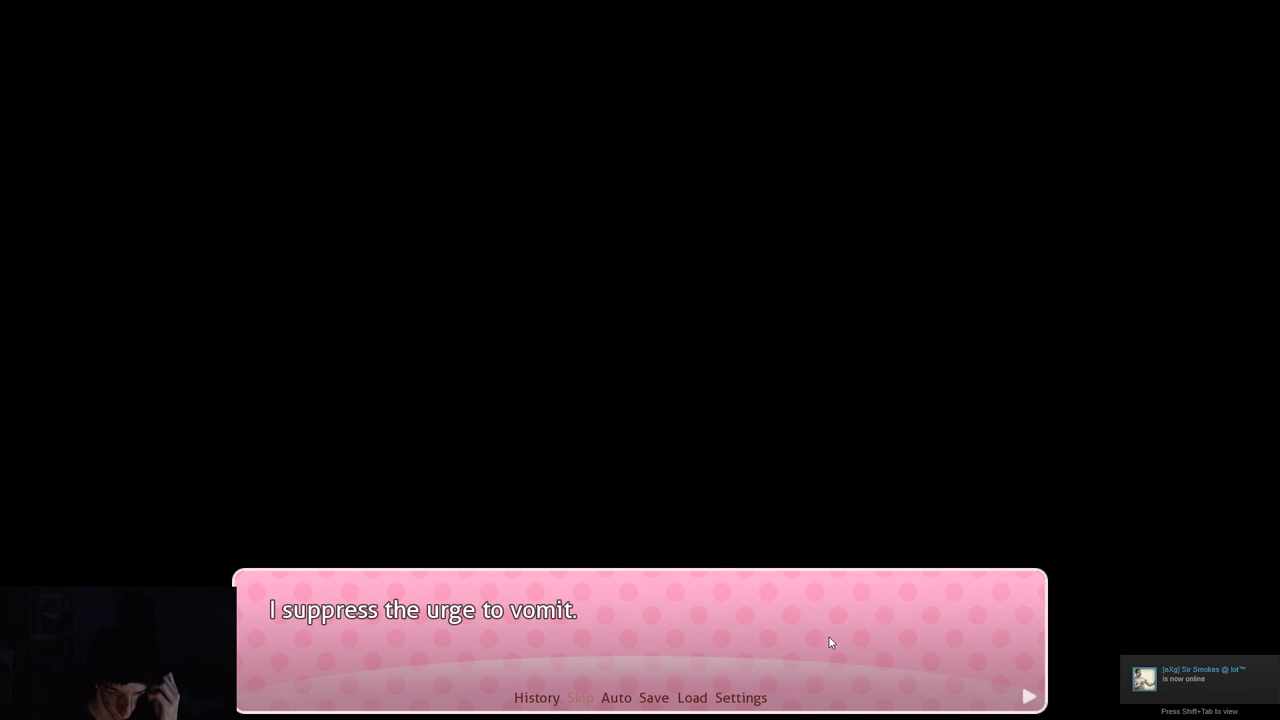 I suppress the urge to vomit.
History Skip Auto Save Load Settings
[eXg] Sir Smokes @ lot™
is now online
Press Shift+Tab to view